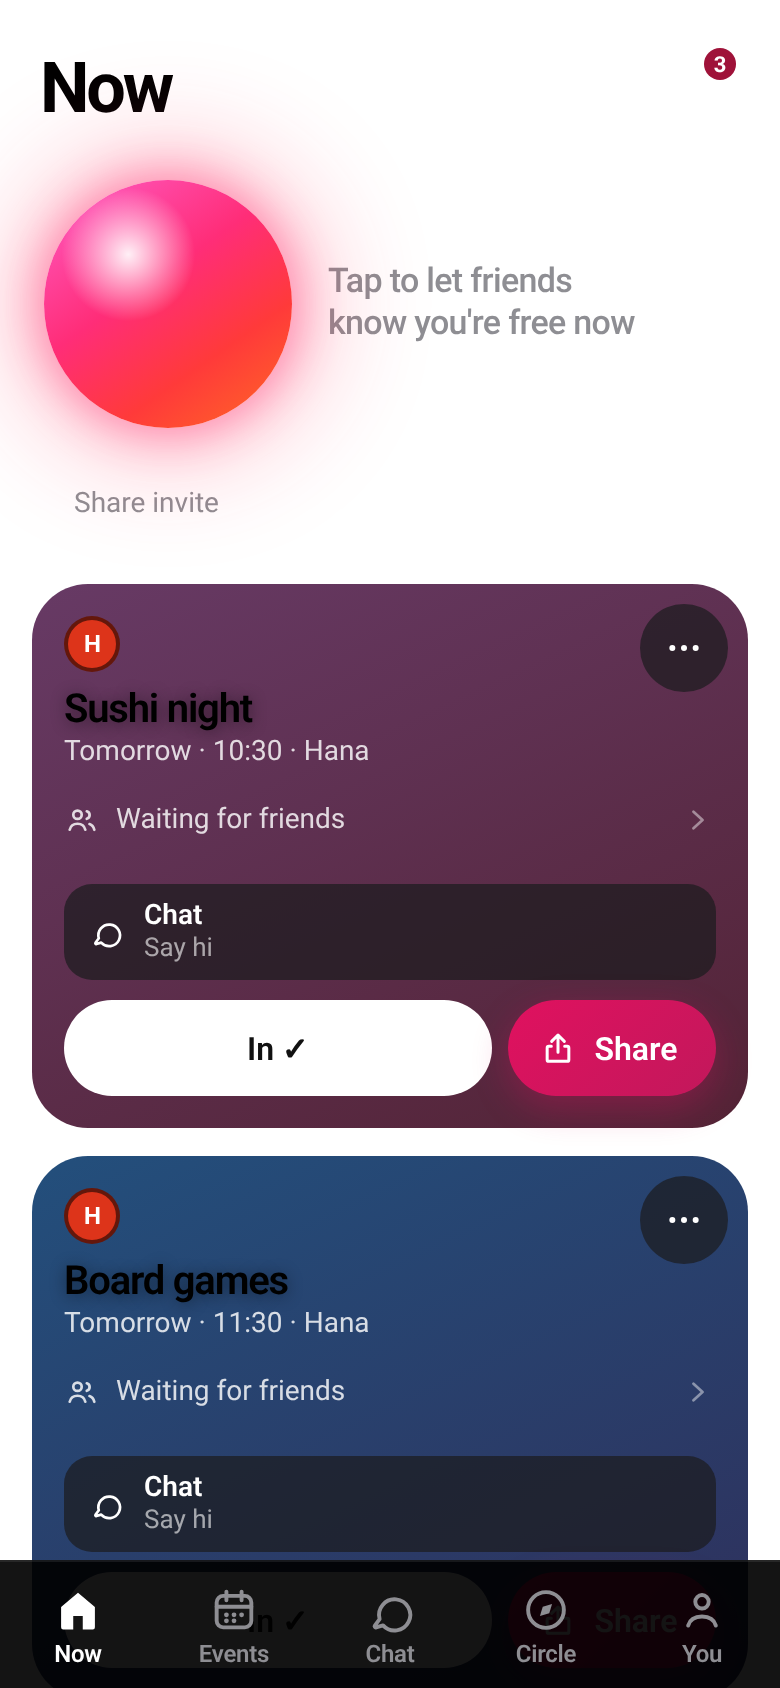 Now
3
Tap to let friends
know you're free now
Share invite
H
Sushi night
Tomorrow · 10:30 · Hana
Waiting for friends
Chat
Say hi
In ✓
Share
H
Board games
Tomorrow · 11:30 · Hana
Waiting for friends
Chat
Say hi
In ✓
Share
Now
Events
Chat
Circle
You